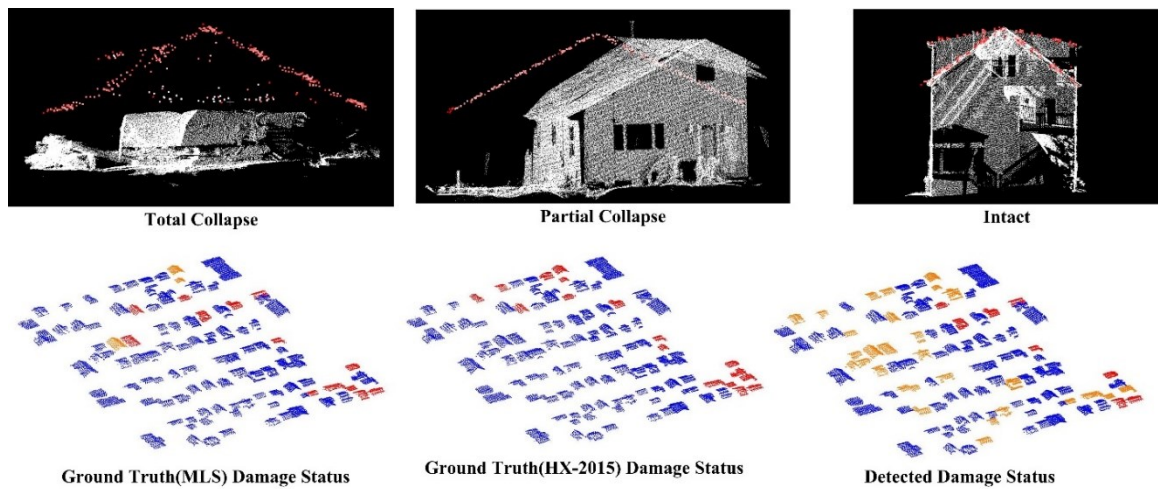 Total Collapse
Partial Collapse
Intact
Ground Truth(MLS) Damage Status
Ground Truth(HX-2015) Damage Status
Detected Damage Status